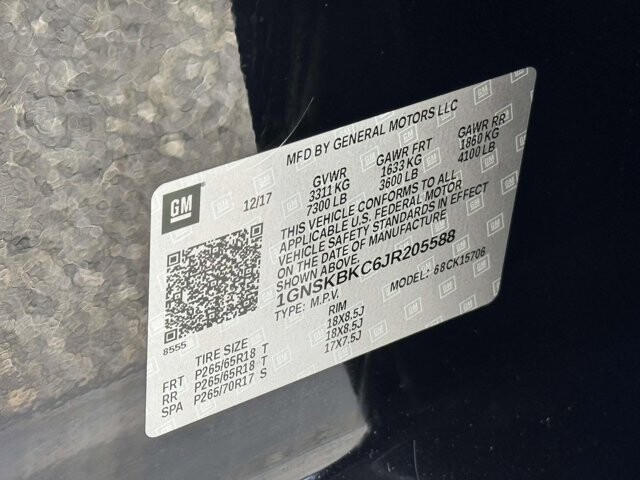 MFD BY GENERAL MOTORS LLC
GM
12/17
GVWR GAWR FRT GAWR RR
3311 KG 1633 KG 1860 KG
7300 LB 3600 LB 4100 LB
THIS VEHICLE CONFORMS TO ALL
APPLICABLE U.S. FEDERAL MOTOR
VEHICLE SAFETY STANDARDS IN EFFECT
ON THE DATE OF MANUFACTURE
SHOWN ABOVE.
1GNSKBKC6JR205588
TYPE: M.P.V. MODEL: 68CK15706
8555
TIRE SIZE RIM
FRT P265/65R18 T 18X8.5J
RR P265/65R18 T 18X8.5J
SPA P265/70R17 S 17X7.5J